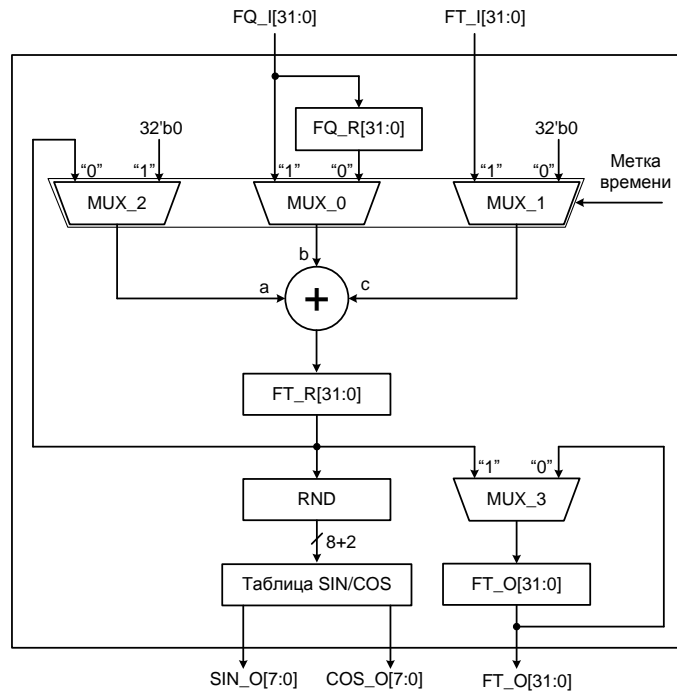 FQ_I[31:0] FT_I[31:0]
FQ_R[31:0]
32'b0 32'b0
“0” “1” “1” “0” “1” “0”
Метка
времени
MUX_2 MUX_0 MUX_1
b
a c
+
FT_R[31:0]
“1” “0”
RND MUX_3
8+2
Таблица SIN/COS FT_O[31:0]
SIN_O[7:0] COS_O[7:0] FT_O[31:0]